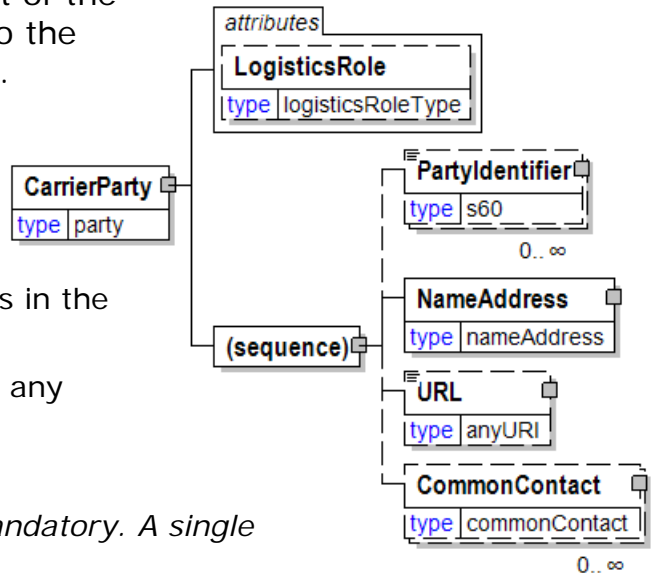 t of the
o the
.
s in the
any
andatory. A single
attributes
LogisticsRole
type logisticsRoleType
CarrierParty
type party
(sequence)
PartyIdentifier
type s60
0.. ∞
NameAddress
type nameAddress
URL
type anyURI
CommonContact
type commonContact
0.. ∞